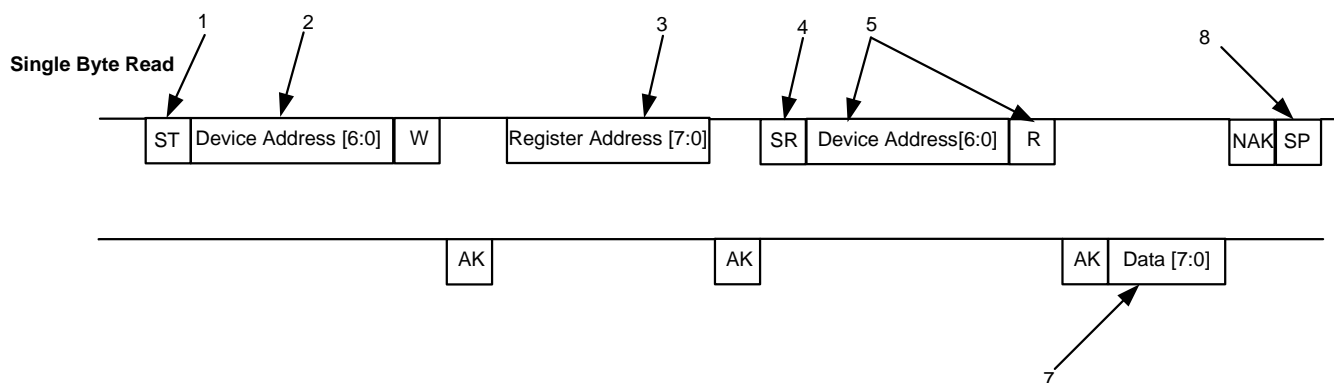 1 2 3 4 5 8
Single Byte Read
ST Device Address [6:0] W Register Address [7:0] SR Device Address[6:0] R NAK SP
AK AK AK Data [7:0]
7